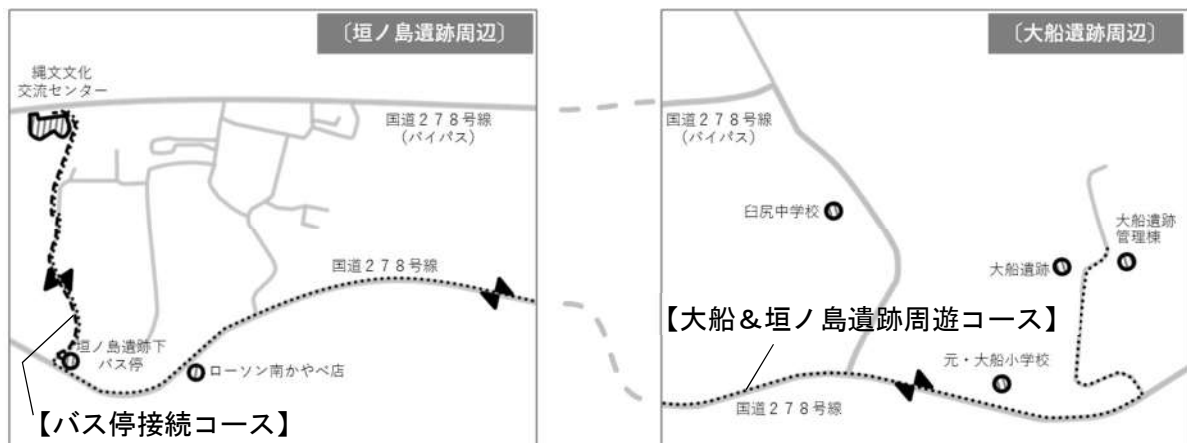 〔垣ノ島遺跡周辺〕
縄文文化
交流センター
国道２７８号線
(バイパス)
国道２７８号線
垣ノ島遺跡下
バス停
ローソン南かやべ店
【バス停接続コース】
〔大船遺跡周辺〕
国道２７８号線
(バイパス)
臼尻中学校
大船遺跡
管理棟
大船遺跡
【大船＆垣ノ島遺跡周遊コース】
元・大船小学校
国道２７８号線